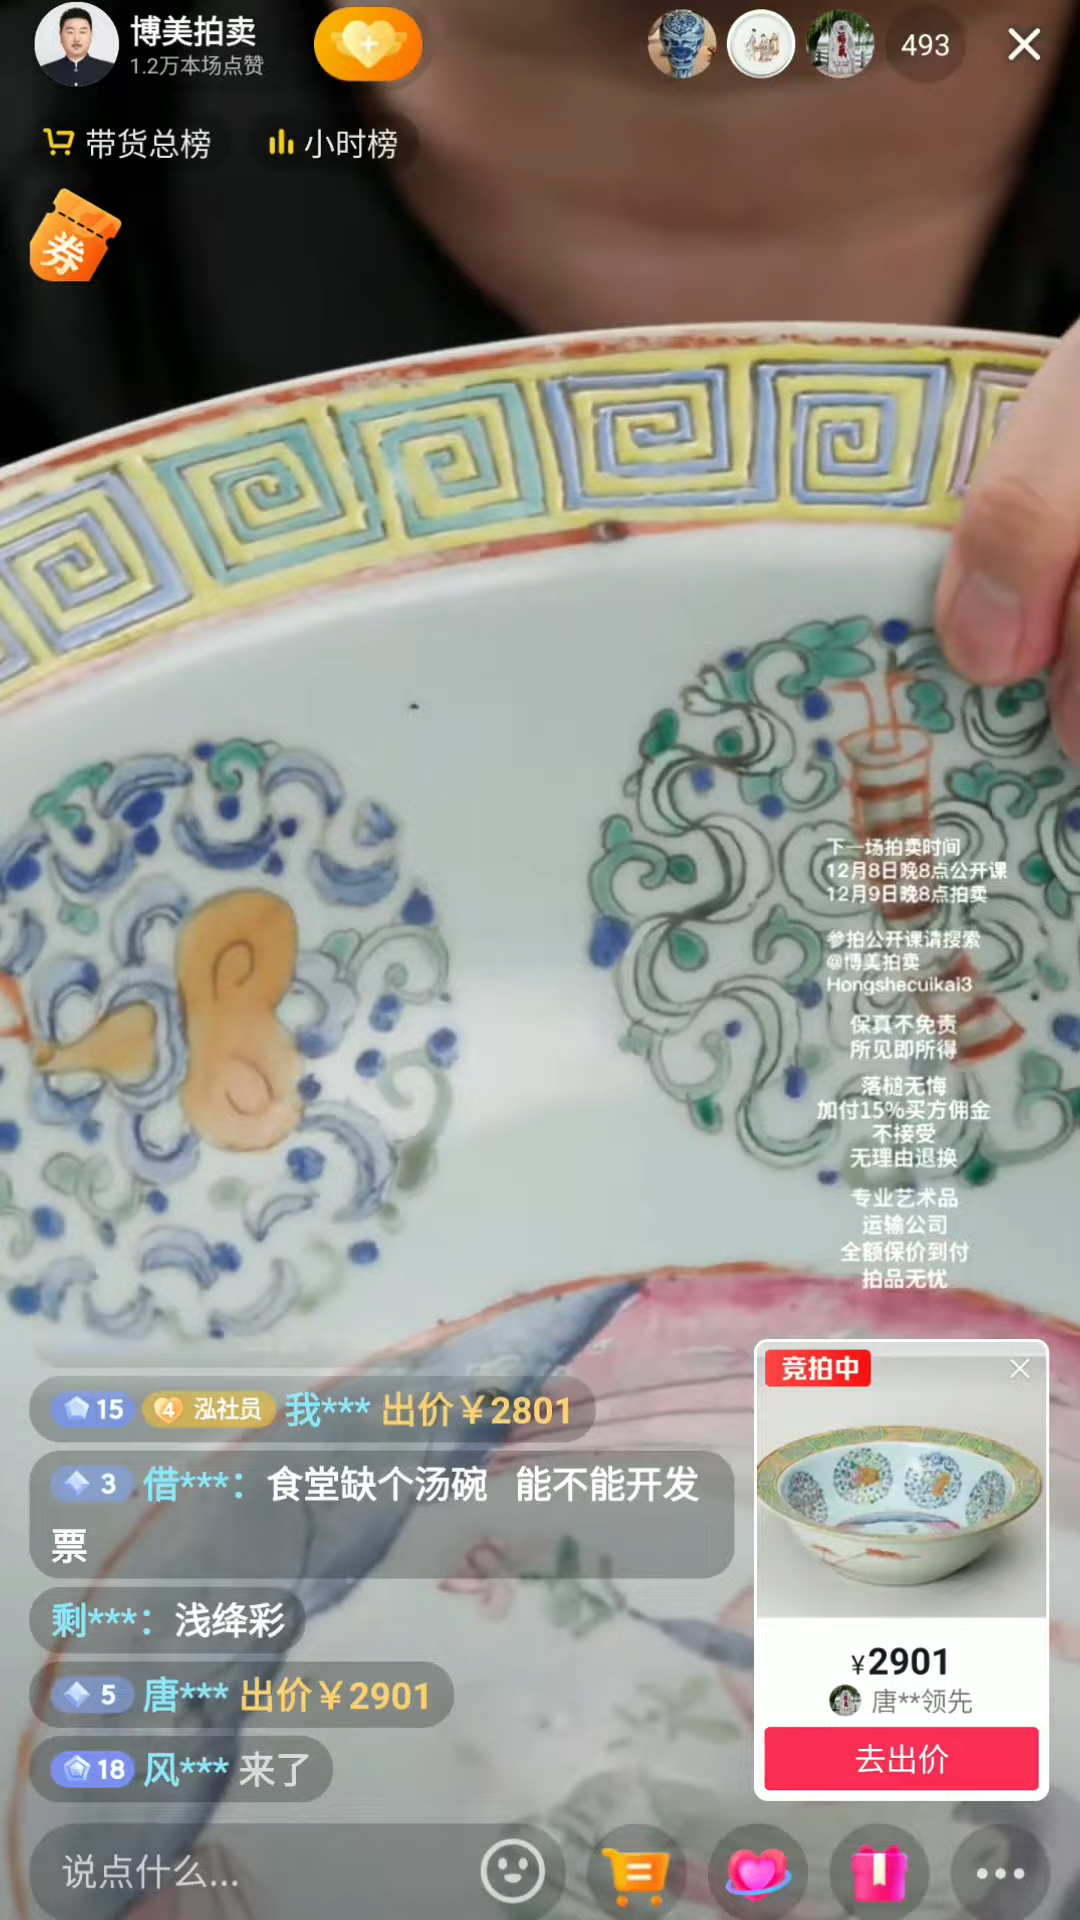 博美拍卖
1.2万本场点赞
493
带货总榜
小时榜
券
下一场拍卖时间
12月8日晚8点公开课
12月9日晚8点拍卖
参拍公开课请搜索
@博美拍卖
Hongshecuikai3
保真不免责
所见即所得
落槌无悔
加付15%买方佣金
不接受
无理由退换
专业艺术品
运输公司
全额保价到付
拍品无忧
15 4 泓社员 我*** 出价¥2801
3 借***：食堂缺个汤碗 能不能开发
票
剩***：浅绛彩
5 唐*** 出价¥2901
18 风*** 来了
竞拍中
¥2901
唐**领先
去出价
说点什么...